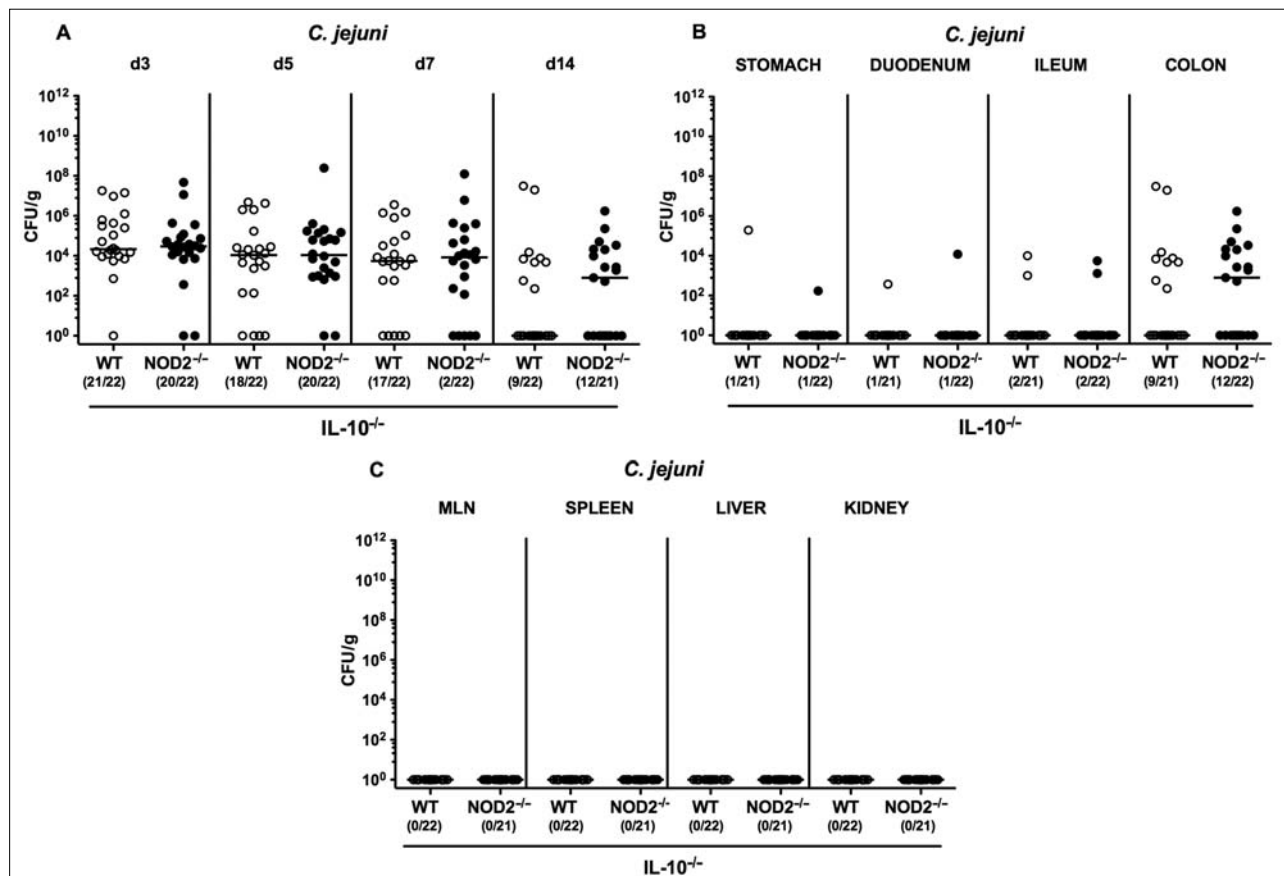 A
C. jejuni
d3 d5 d7 d14
10¹²
10¹⁰
10⁸
10⁶
10⁴
10²
10⁰
CFU/g
WT NOD2⁻/⁻ WT NOD2⁻/⁻ WT NOD2⁻/⁻ WT NOD2⁻/⁻
(21/22) (20/22) (18/22) (20/22) (17/22) (2/22) (9/22) (12/21)
IL-10⁻/⁻
B
C. jejuni
STOMACH DUODENUM ILEUM COLON
10¹²
10¹⁰
10⁸
10⁶
10⁴
10²
10⁰
CFU/g
WT NOD2⁻/⁻ WT NOD2⁻/⁻ WT NOD2⁻/⁻ WT NOD2⁻/⁻
(1/21) (1/22) (1/21) (1/22) (2/21) (2/22) (9/21) (12/22)
IL-10⁻/⁻
C
C. jejuni
MLN SPLEEN LIVER KIDNEY
10¹²
10¹⁰
10⁸
10⁶
10⁴
10²
10⁰
CFU/g
WT NOD2⁻/⁻ WT NOD2⁻/⁻ WT NOD2⁻/⁻ WT NOD2⁻/⁻
(0/22) (0/21) (0/22) (0/21) (0/22) (0/21) (0/22) (0/21)
IL-10⁻/⁻